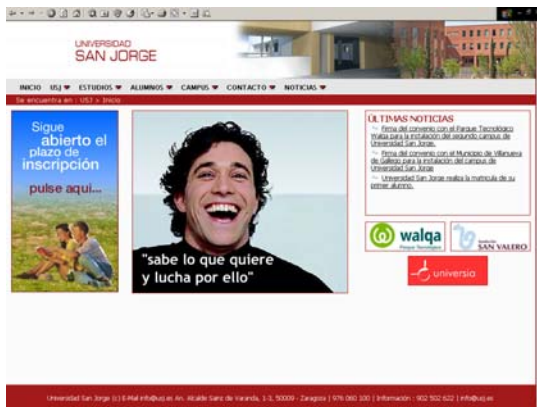 UNIVERSIDAD
SAN JORGE
INICIO USJ ESTUDIOS ALUMNOS CAMPUS CONTACTO NOTICIAS
Se encuentra en : USJ > Inicio
Sigue
abierto el
plazo de
inscripción
pulse aqui...
"sabe lo que quiere
y lucha por ello"
ÚLTIMAS NOTICIAS
Firma del convenio con el Parque Tecnológico
Walqa para la instalación del segundo campus de
Universidad San Jorge.
Firma del convenio con el Municipio de Villanueva
de Gallego para la instalación del campus de
Universidad San Jorge
Universidad San Jorge realiza la matrícula de su
primer alumno.
walqa
Parque Tecnológico
fundación
SAN VALERO
universia
Universidad San Jorge (c) E-Mail info@usj.es Av. Alcalde Sanz de Varanda, 1-3, 50009 - Zaragoza | 976 060 100 | Información : 902 502 622 | info@usj.es